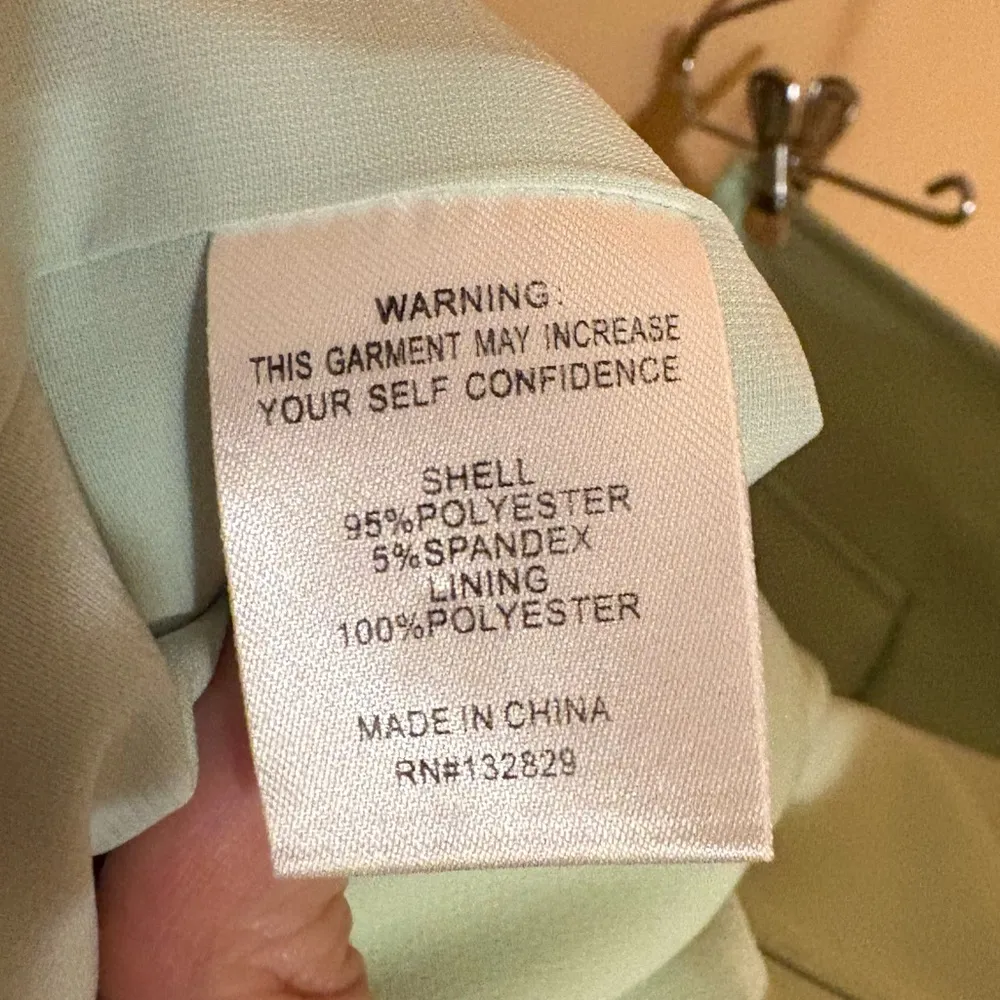 WARNING:
THIS GARMENT MAY INCREASE
YOUR SELF CONFIDENCE
SHELL
95%POLYESTER
5%SPANDEX
LINING
100%POLYESTER
MADE IN CHINA
RN#132829